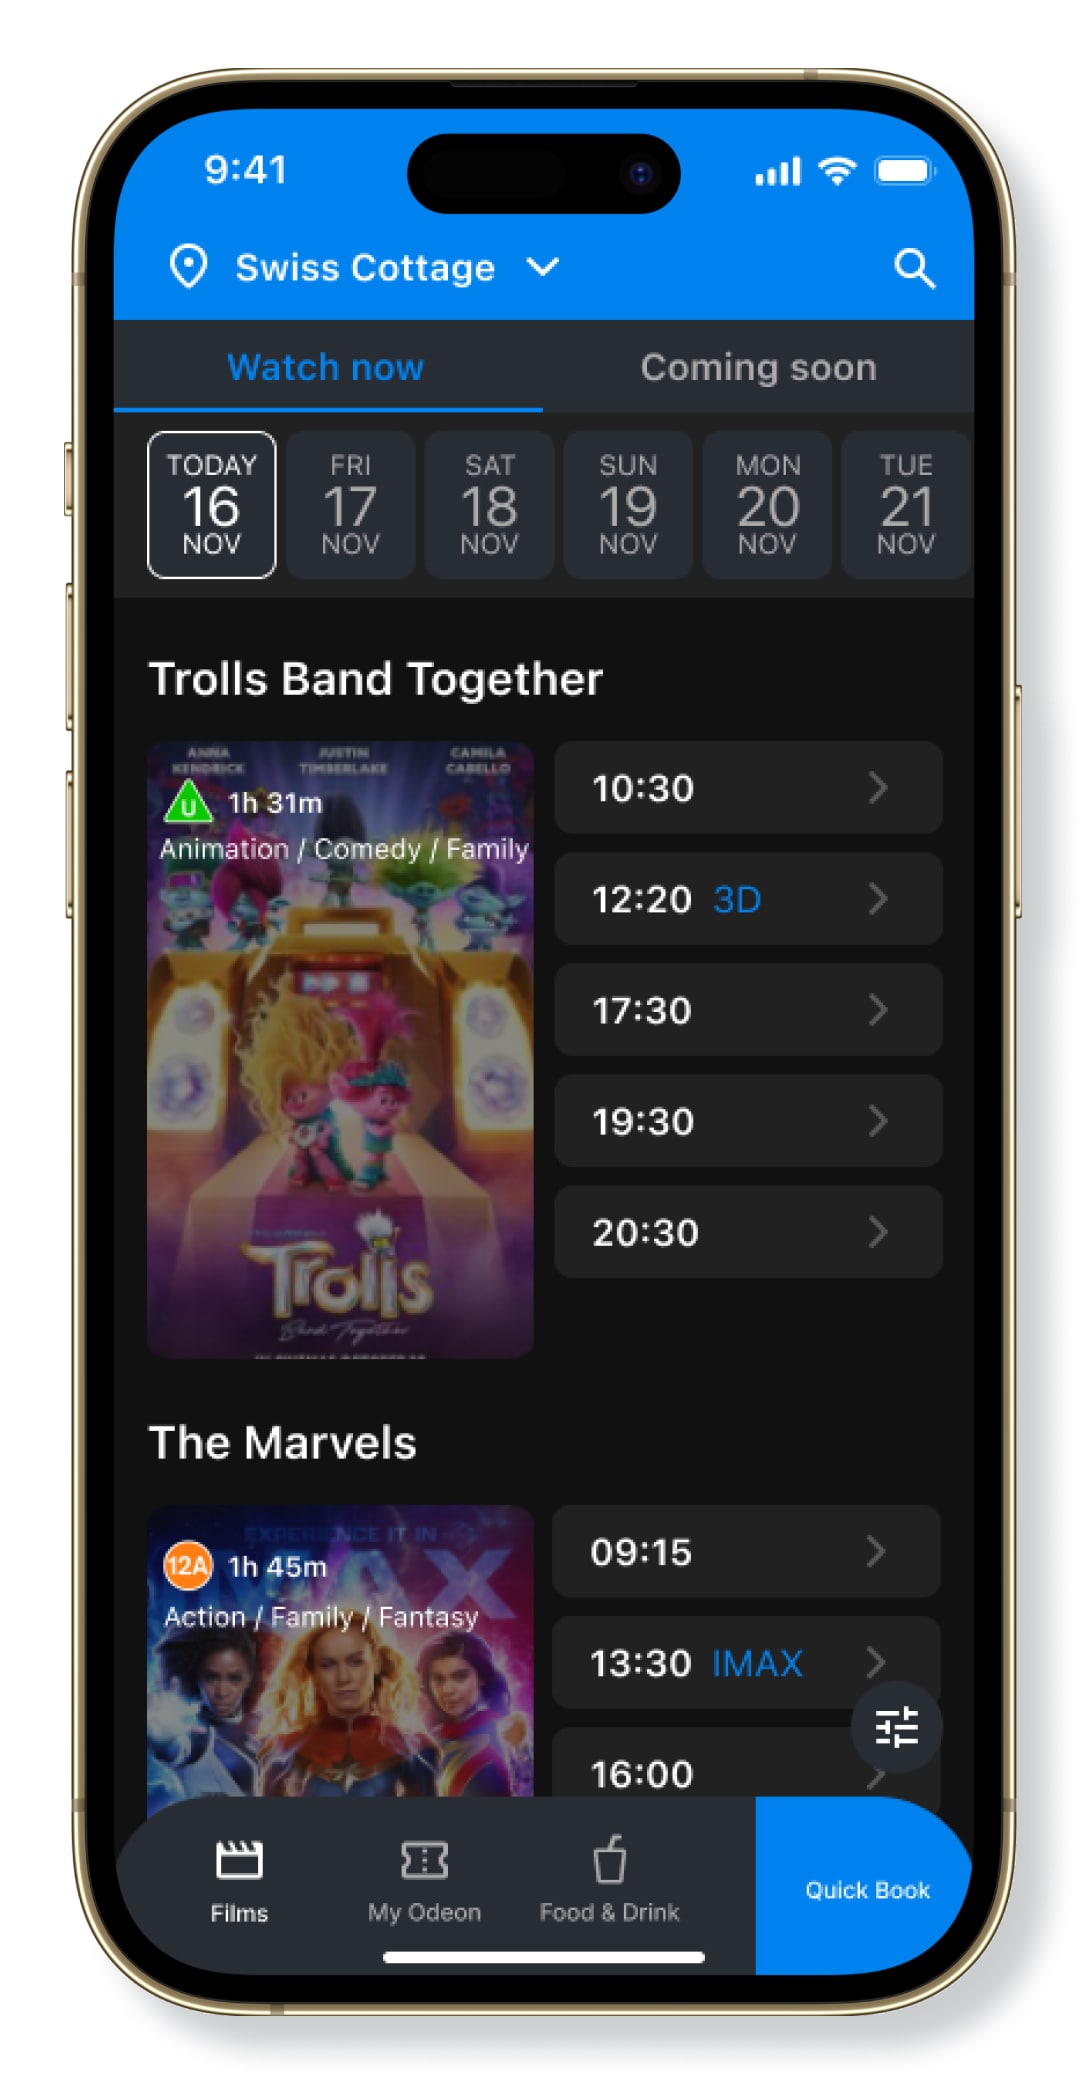 9:41
Swiss Cottage
Watch now
Coming soon
TODAY
16
NOV
FRI
17
NOV
SAT
18
NOV
SUN
19
NOV
MON
20
NOV
TUE
21
NOV
Trolls Band Together
ANNA KENDRICK
JUSTIN TIMBERLAKE
CAMILA CABELLO
U 1h 31m
Animation / Comedy / Family
Trolls
Band Together
10:30
12:20 3D
17:30
19:30
20:30
The Marvels
EXPERIENCE IT IN
IMAX
12A 1h 45m
Action / Family / Fantasy
09:15
13:30 IMAX
16:00
Films
My Odeon
Food & Drink
Quick Book